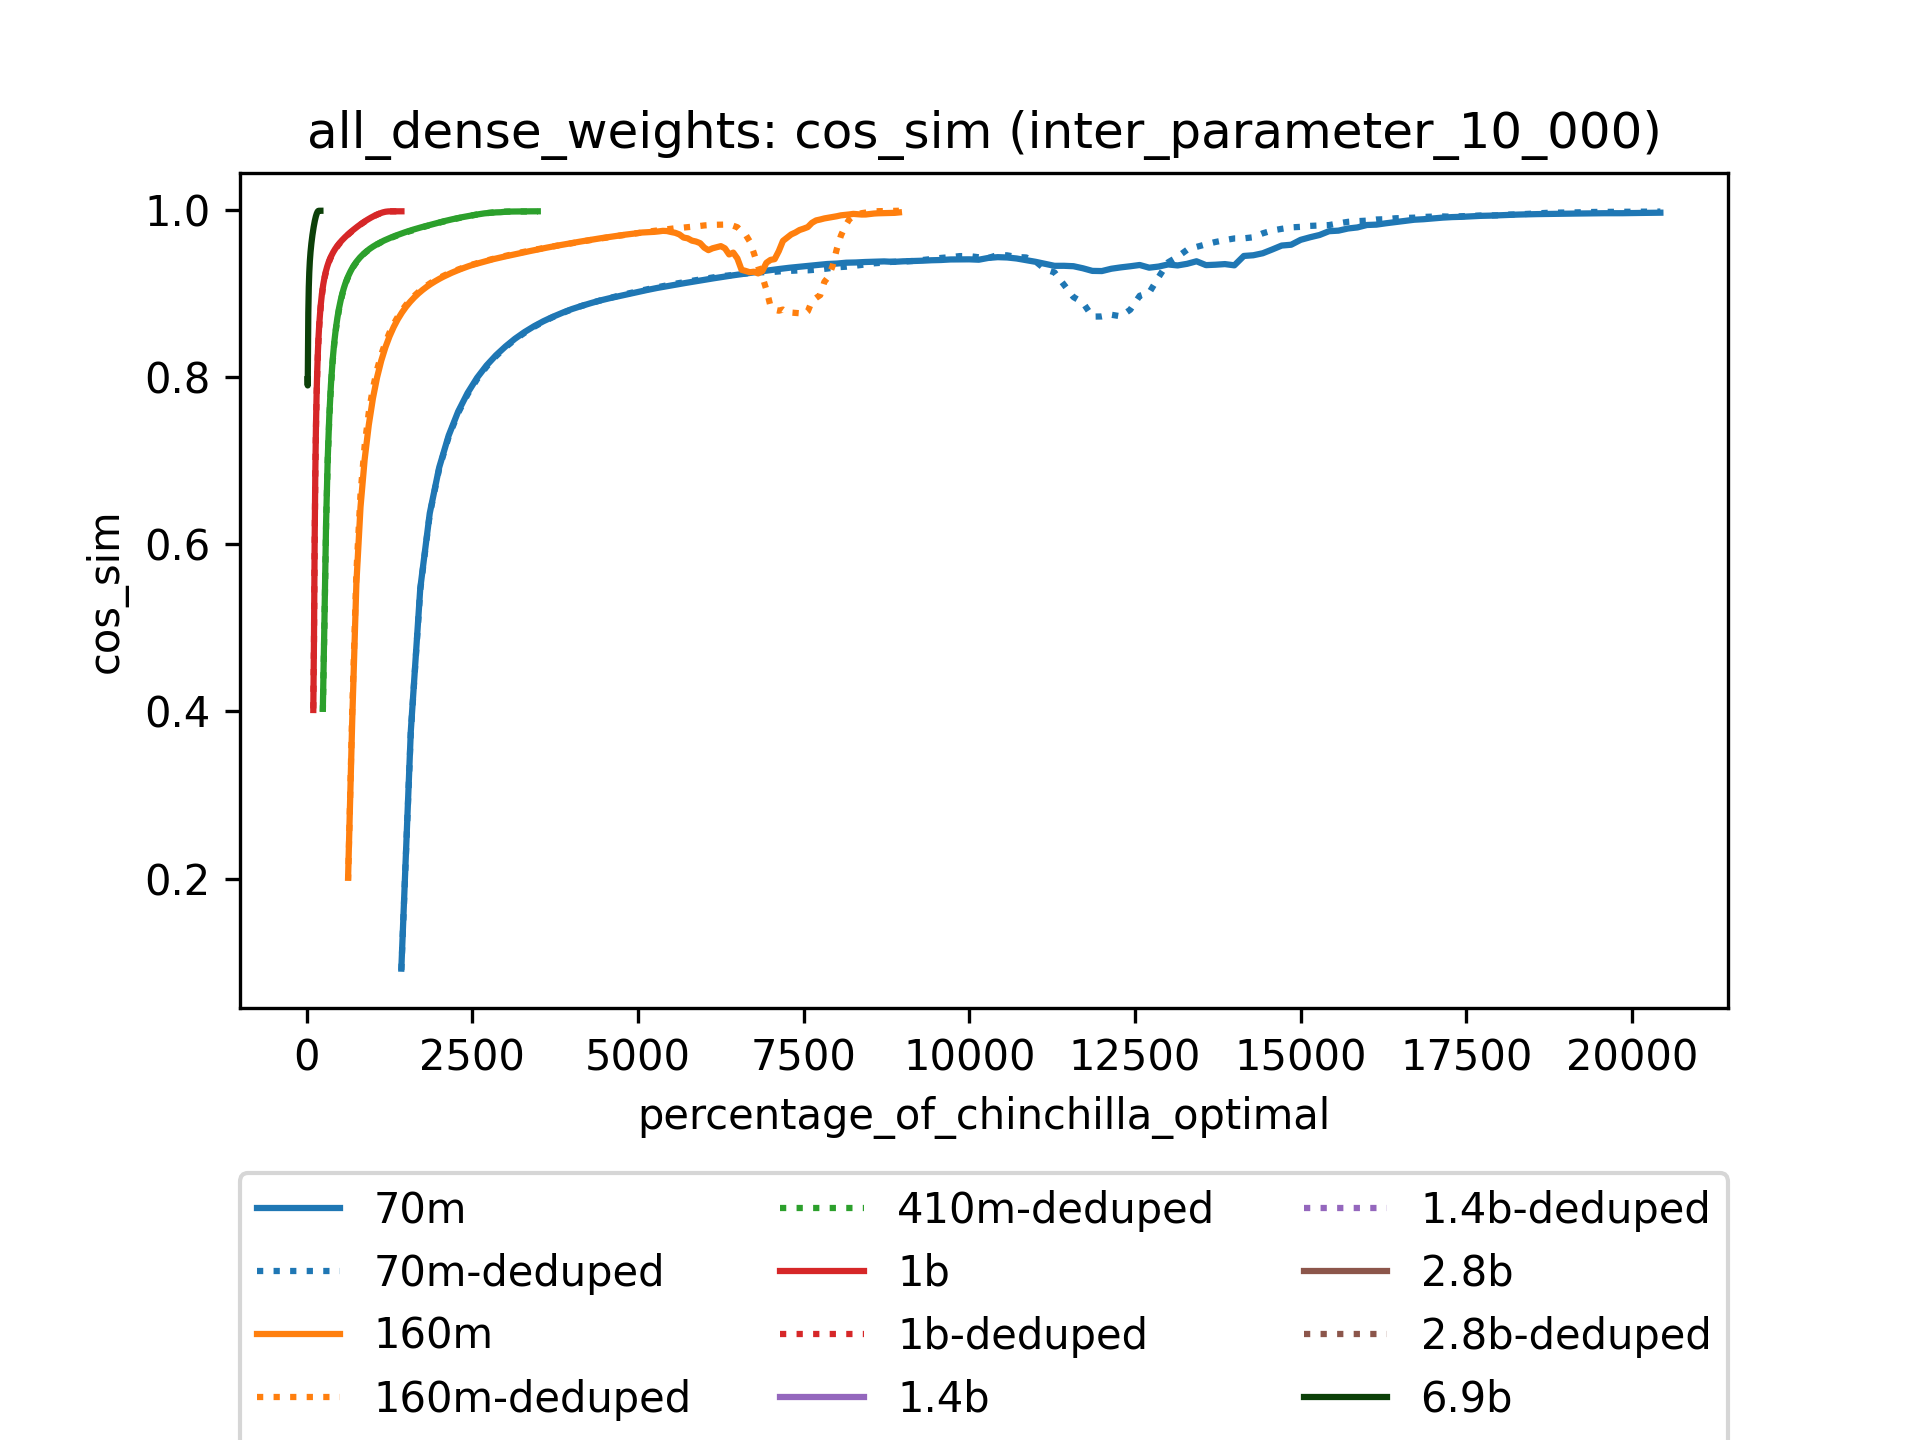 all_dense_weights: cos_sim (inter_parameter_10_000)
1.0
0.8
0.6
0.4
0.2
cos_sim
0 2500 5000 7500 10000 12500 15000 17500 20000
percentage_of_chinchilla_optimal
70m
70m-deduped
160m
160m-deduped
410m-deduped
1b
1b-deduped
1.4b
1.4b-deduped
2.8b
2.8b-deduped
6.9b